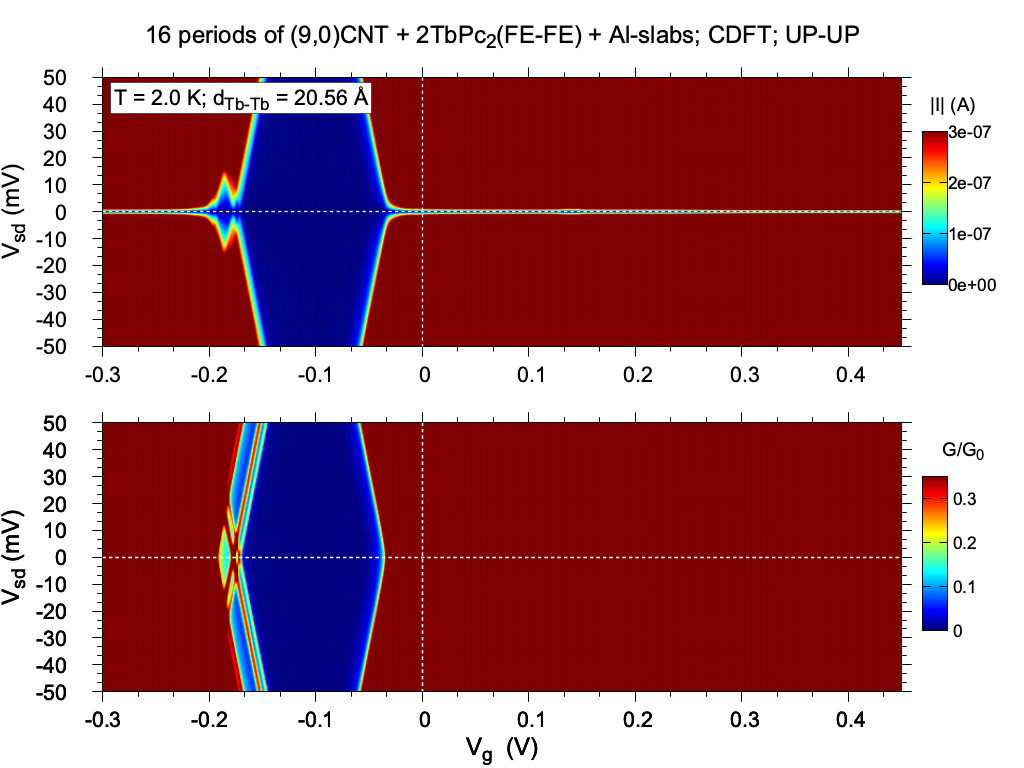 16 periods of (9,0)CNT + 2TbPc2(FE-FE) + Al-slabs; CDFT; UP-UP
T = 2.0 K; dTb-Tb = 20.56 Å
Vsd (mV)
50
40
30
20
10
0
-10
-20
-30
-40
-50
-0.3 -0.2 -0.1 0 0.1 0.2 0.3 0.4
|I| (A)
3e-07
2e-07
1e-07
0e+00
Vsd (mV)
50
40
30
20
10
0
-10
-20
-30
-40
-50
-0.3 -0.2 -0.1 0 0.1 0.2 0.3 0.4
Vg (V)
G/G0
0.3
0.2
0.1
0